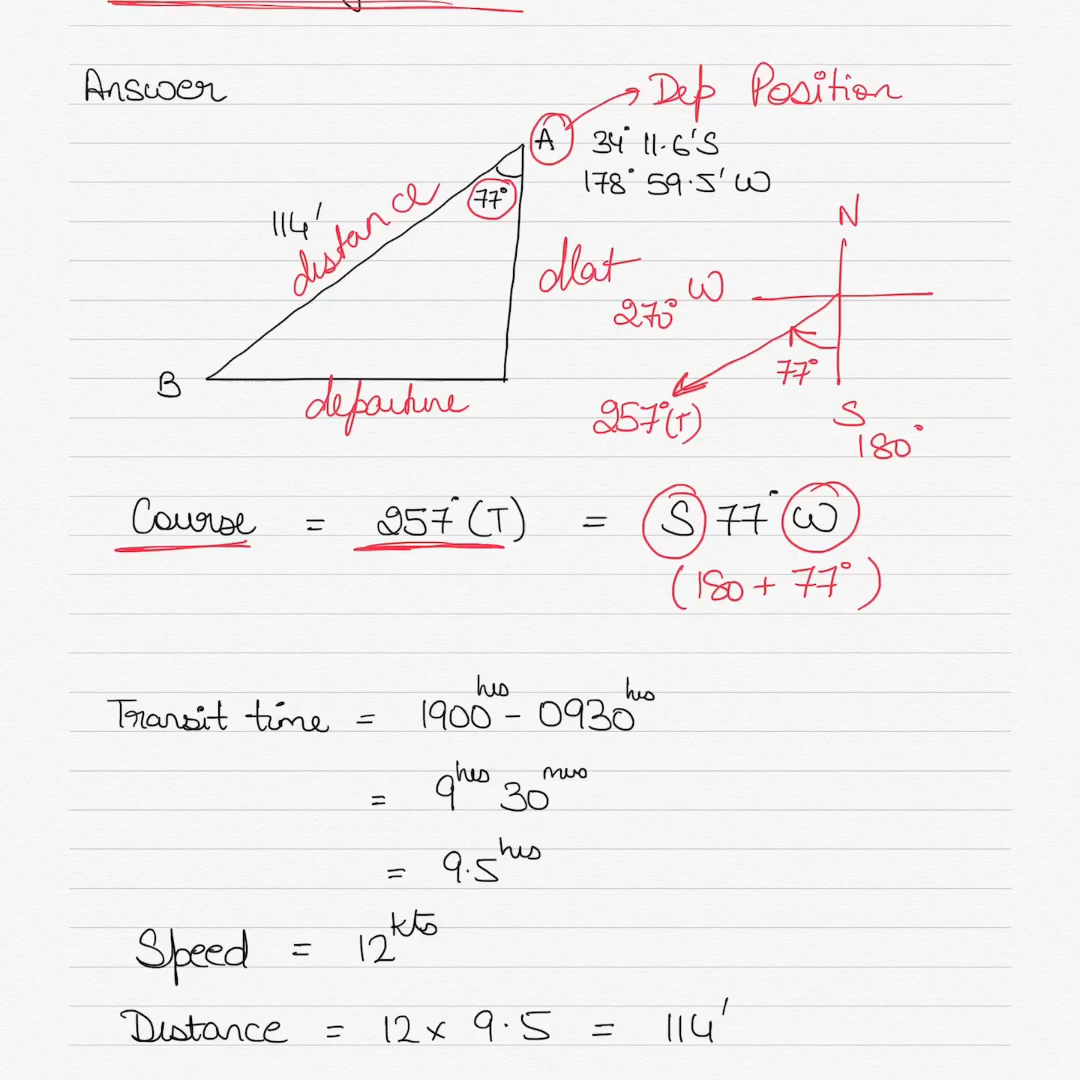 Answer
Dep Position
A 34° 11.6'S
178° 59.5' W
77°
114'
distance
dlat
N
W
270°
77°
257°(T)
S
180°
B
departure
Course = 257°(T) = S 77° W
(180 + 77°)
Transit time = 1900hrs - 0930hrs
= 9hrs 30mins
= 9.5hrs
Speed = 12kts
Distance = 12 x 9.5 = 114'